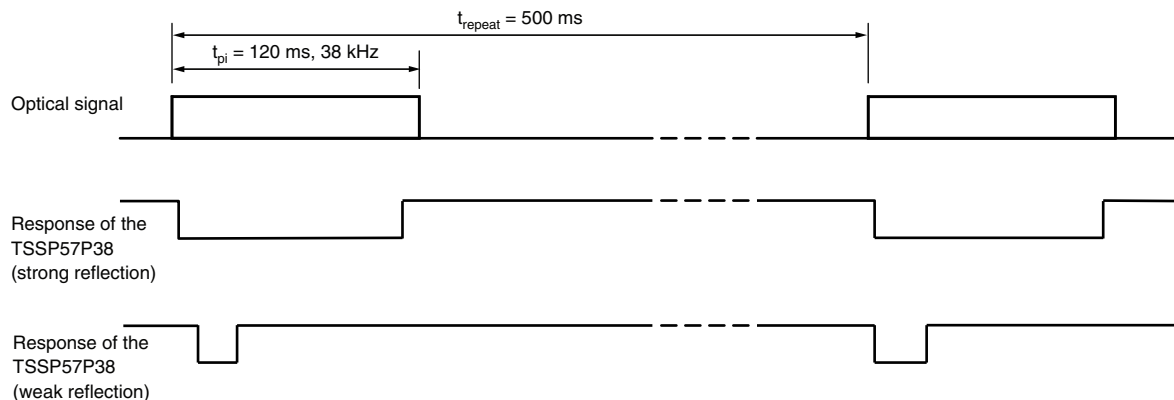 t_repeat = 500 ms
t_pi = 120 ms, 38 kHz
Optical signal
Response of the
TSSP57P38
(strong reflection)
Response of the
TSSP57P38
(weak reflection)